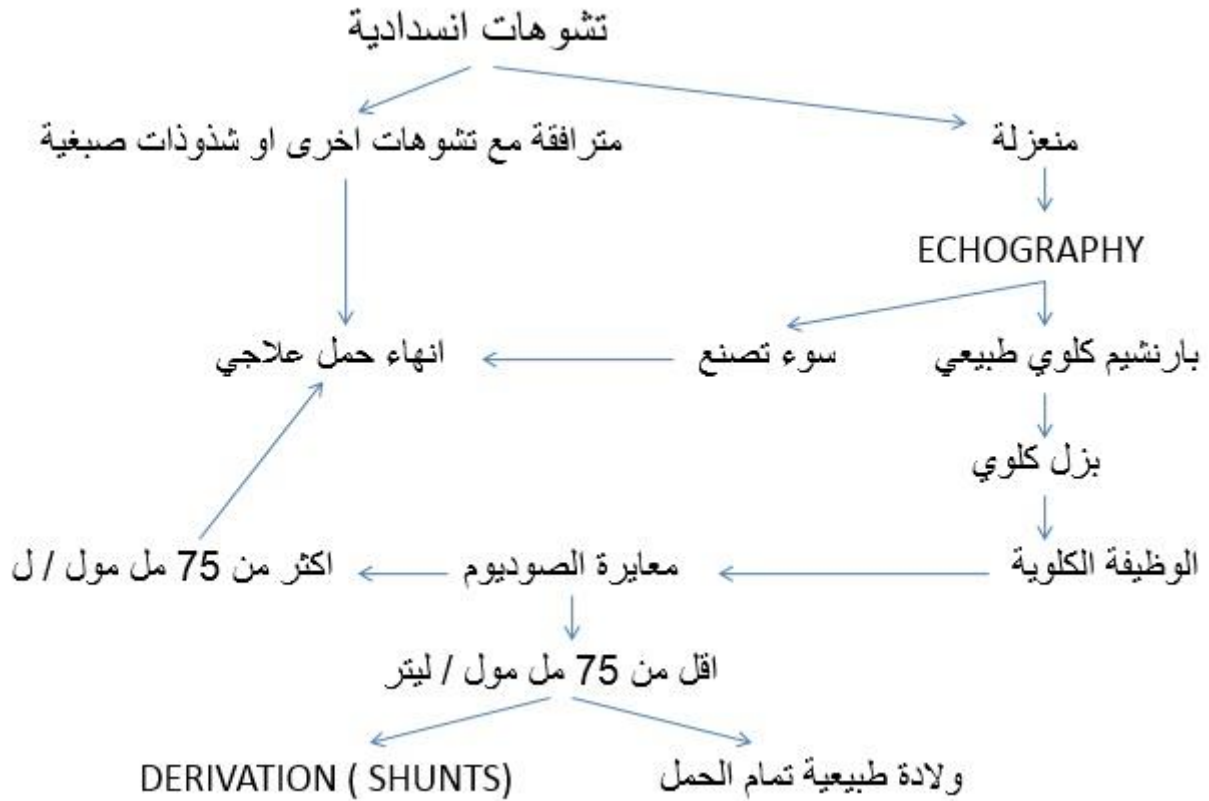 تشوهات انسدادية
منعزلة
متر افقة مع تشوهات اخرى او شذوذات صبغية
ECHOGRAPHY
بارنشيم كلوي طبيعي
سوء تصنع
انهاء حمل علاجي
بزل كلوي
الوظيفة الكلوية
معايرة الصوديوم
اكثر من 75 مل مول / ل
اقل من 75 مل مول / ليتر
ولادة طبيعية تمام الحمل
DERIVATION ( SHUNTS)